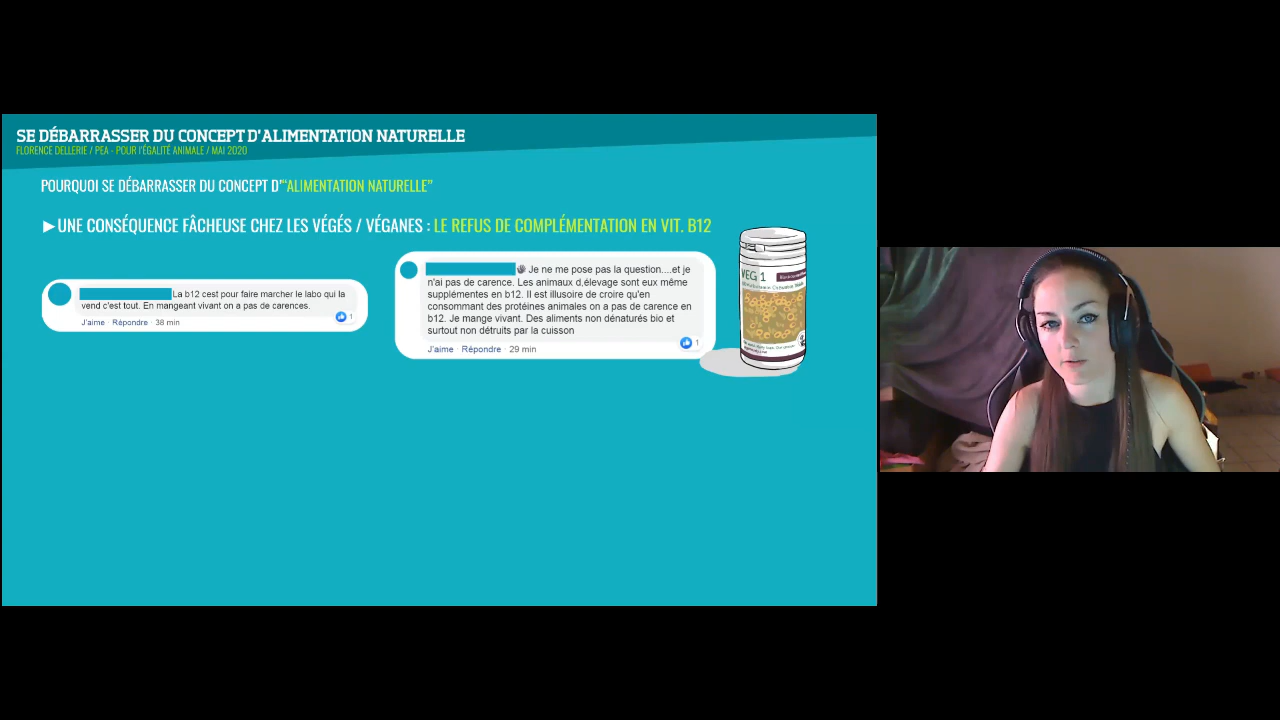 SE DÉBARRASSER DU CONCEPT D'ALIMENTATION NATURELLE
FLORENCE DELLERIE / PEA - POUR L'ÉGALITÉ ANIMALE / MAI 2020
POURQUOI SE DÉBARRASSER DU CONCEPT D'"ALIMENTATION NATURELLE"
►UNE CONSÉQUENCE FÂCHEUSE CHEZ LES VÉGÉS / VÉGANES : LE REFUS DE COMPLÉMENTATION EN VIT. B12
La b12 cest pour faire marcher le labo qui la
vend c'est tout. En mangeant vivant on a pas de carences.
J'aime · Répondre · 38 min
1
👋 Je ne me pose pas la question....et je
n'ai pas de carence. Les animaux d,élevage sont eux même
supplémentes en b12. Il est illusoire de croire qu'en
consommant des protéines animales on a pas de carence en
b12. Je mange vivant. Des aliments non dénaturés bio et
surtout non détruits par la cuisson
J'aime · Répondre · 29 min
1
VEG 1